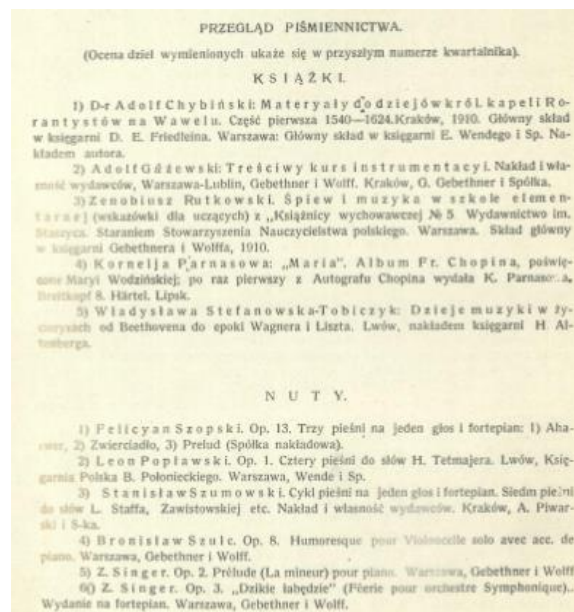 PRZEGLĄD PIŚMIENNICTWA.
(Ocena dzieł wymienionych ukaże się w przyszłym numerze kwartalnika).
KSIĄŻKI.
1) D-r Adolf Chybiński: Materyały do dziejów król. kapeli Ro-
rantystów na Wawelu. Część pierwsza 1540—1624. Kraków, 1910. Główny skład
w księgarni D. E. Friedleina. Warszawa: Główny skład w księgarni E. Wendego i Sp. Na-
kładem autora.
2) Adolf Gużewski: Treściwy kurs instrumentacyi. Nakład i wła-
zność wydawców, Warszawa-Lublin, Gebethner i Wolff. Kraków, G. Gebethner i Spółka.
3) Zenobiusz Rutkowski. Śpiew i muzyka w szkole elemen-
tarnej (wskazówki dla uczących) z „Książnicy wychowawczej № 5 Wydawnictwo im.
Staszyca. Staraniem Stowarzyszenia Nauczycielstwa polskiego. Warszawa. Skład główny
w księgarni Gebethnera i Wolffa, 1910.
4) Kornelja Parnasowa: „Maria". Album Fr. Chopina, poświę-
cone Maryi Wodzińskiej; po raz pierwszy z Autografu Chopina wydała K. Parnasowa,
Breitkopf & Härtel. Lipsk.
5) Władysława Stefanowska-Tobiczyk: Dzieje muzyki w ży-
ciorysach od Beethovena do epoki Wagnera i Liszta. Lwów, nakładem księgarni H Al-
tenberga.
NUTY.
1) Felicyan Szopski. Op. 13. Trzy pieśni na jeden głos i fortepian: 1) Aha-
2) Zwierciadło, 3) Prelud (Spółka nakładowa).
2) Leon Popławski. Op. 1. Cztery pieśni do słów H. Tetmajera. Lwów, Księ-
garnia Polska B. Połonieckiego. Warszawa, Wende i Sp.
3) Stanisław Szumowski. Cykl pieśni na jeden głos i fortepian. Siedm pieśni
do słów L. Staffa, Zawistowskiej etc. Nakład i własność wydawców. Kraków, A. Piwar-
ski i S-ka.
4) Bronisław Szulc. Op. 8. Humoresque pour Violoncelle solo avec acc. de
piano. Warszawa, Gebethner i Wolff.
5) Z. Singer. Op. 2. Prélude (La mineur) pour piano. Warszawa, Gebethner i Wolff
6) Z. Singer. Op. 3. „Dzikie łabędzie" (Féerie pour orchestre Symphonique)..
Wydanie na fortepian. Warszawa, Gebethner i Wolff.